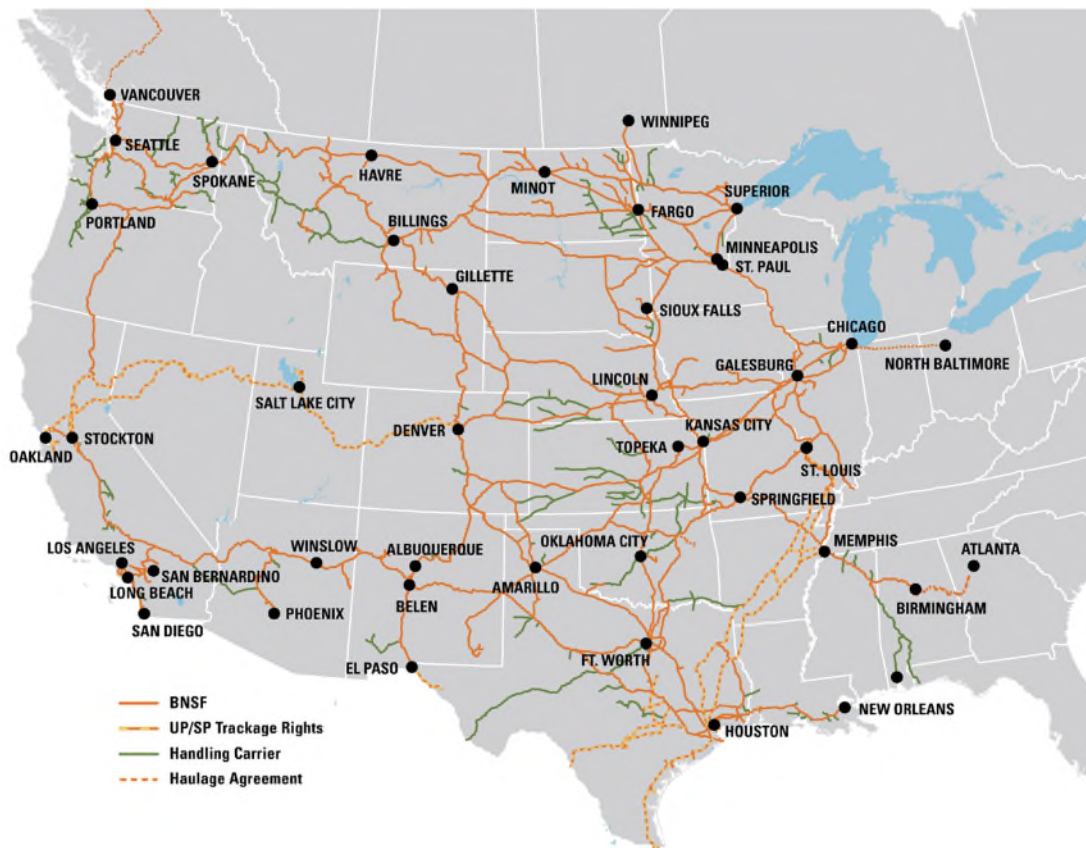 VANCOUVER
WINNIPEG
SEATTLE
SPOKANE
HAVRE
MINOT
SUPERIOR
PORTLAND
FARGO
BILLINGS
MINNEAPOLIS
ST. PAUL
GILLETTE
SIOUX FALLS
CHICAGO
GALESBURG
NORTH BALTIMORE
LINCOLN
SALT LAKE CITY
DENVER
KANSAS CITY
STOCKTON
TOPEKA
OAKLAND
ST. LOUIS
SPRINGFIELD
LOS ANGELES
WINSLOW
ALBUQUERQUE
OKLAHOMA CITY
MEMPHIS
ATLANTA
SAN BERNARDINO
LONG BEACH
AMARILLO
BELEN
BIRMINGHAM
SAN DIEGO
PHOENIX
EL PASO
FT. WORTH
NEW ORLEANS
HOUSTON
BNSF
UP/SP Trackage Rights
Handling Carrier
Haulage Agreement